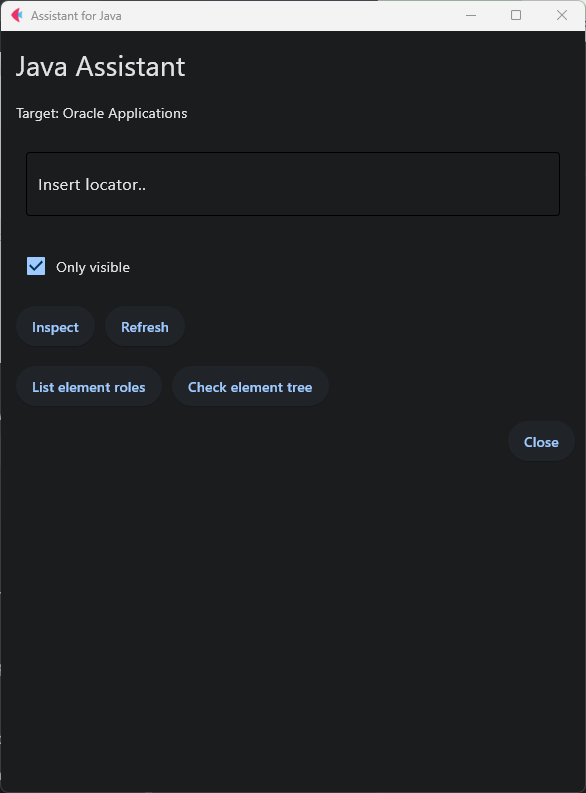 Assistant for Java
Java Assistant
Target: Oracle Applications
Insert locator..
Only visible
Inspect
Refresh
List element roles
Check element tree
Close